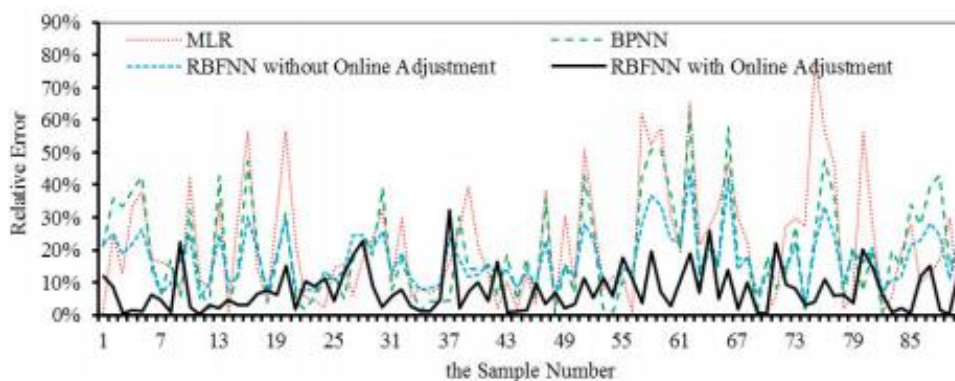 90%
80%
70%
60%
50%
40%
30%
20%
10%
0%
Relative Error
MLR
BPNN
RBFNN without Online Adjustment
RBFNN with Online Adjustment
1 7 13 19 25 31 37 43 49 55 61 67 73 79 85
the Sample Number